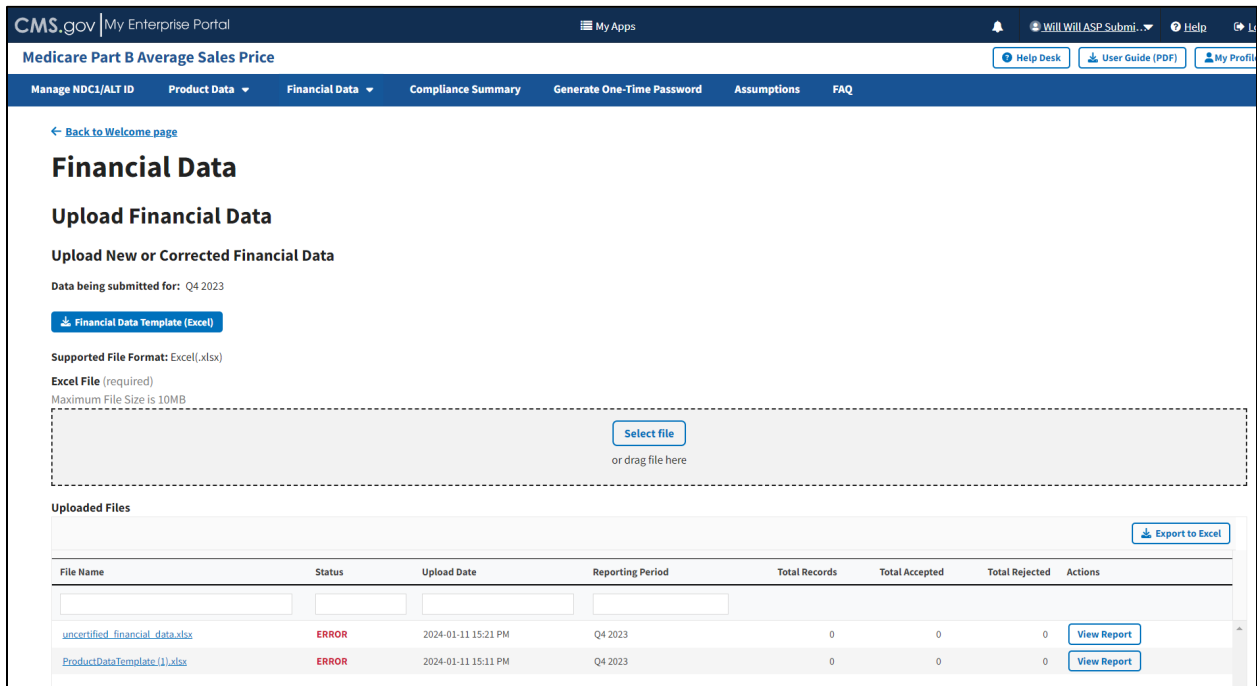 CMS.gov My Enterprise Portal My Apps Will Will ASP Submi... Help
Medicare Part B Average Sales Price Help Desk User Guide (PDF) My Profil
Manage NDC1/ALT ID Product Data Financial Data Compliance Summary Generate One-Time Password Assumptions FAQ
Back to Welcome page
Financial Data
Upload Financial Data
Upload New or Corrected Financial Data
Data being submitted for: Q4 2023
Financial Data Template (Excel)
Supported File Format: Excel(.xlsx)
Excel File (required)
Maximum File Size is 10MB
Select file
or drag file here
Uploaded Files
Export to Excel
File Name Status Upload Date Reporting Period Total Records Total Accepted Total Rejected Actions
uncertified_financial_data.xlsx ERROR 2024-01-11 15:21 PM Q4 2023 0 0 0 View Report
ProductDataTemplate (1).xlsx ERROR 2024-01-11 15:11 PM Q4 2023 0 0 0 View Report